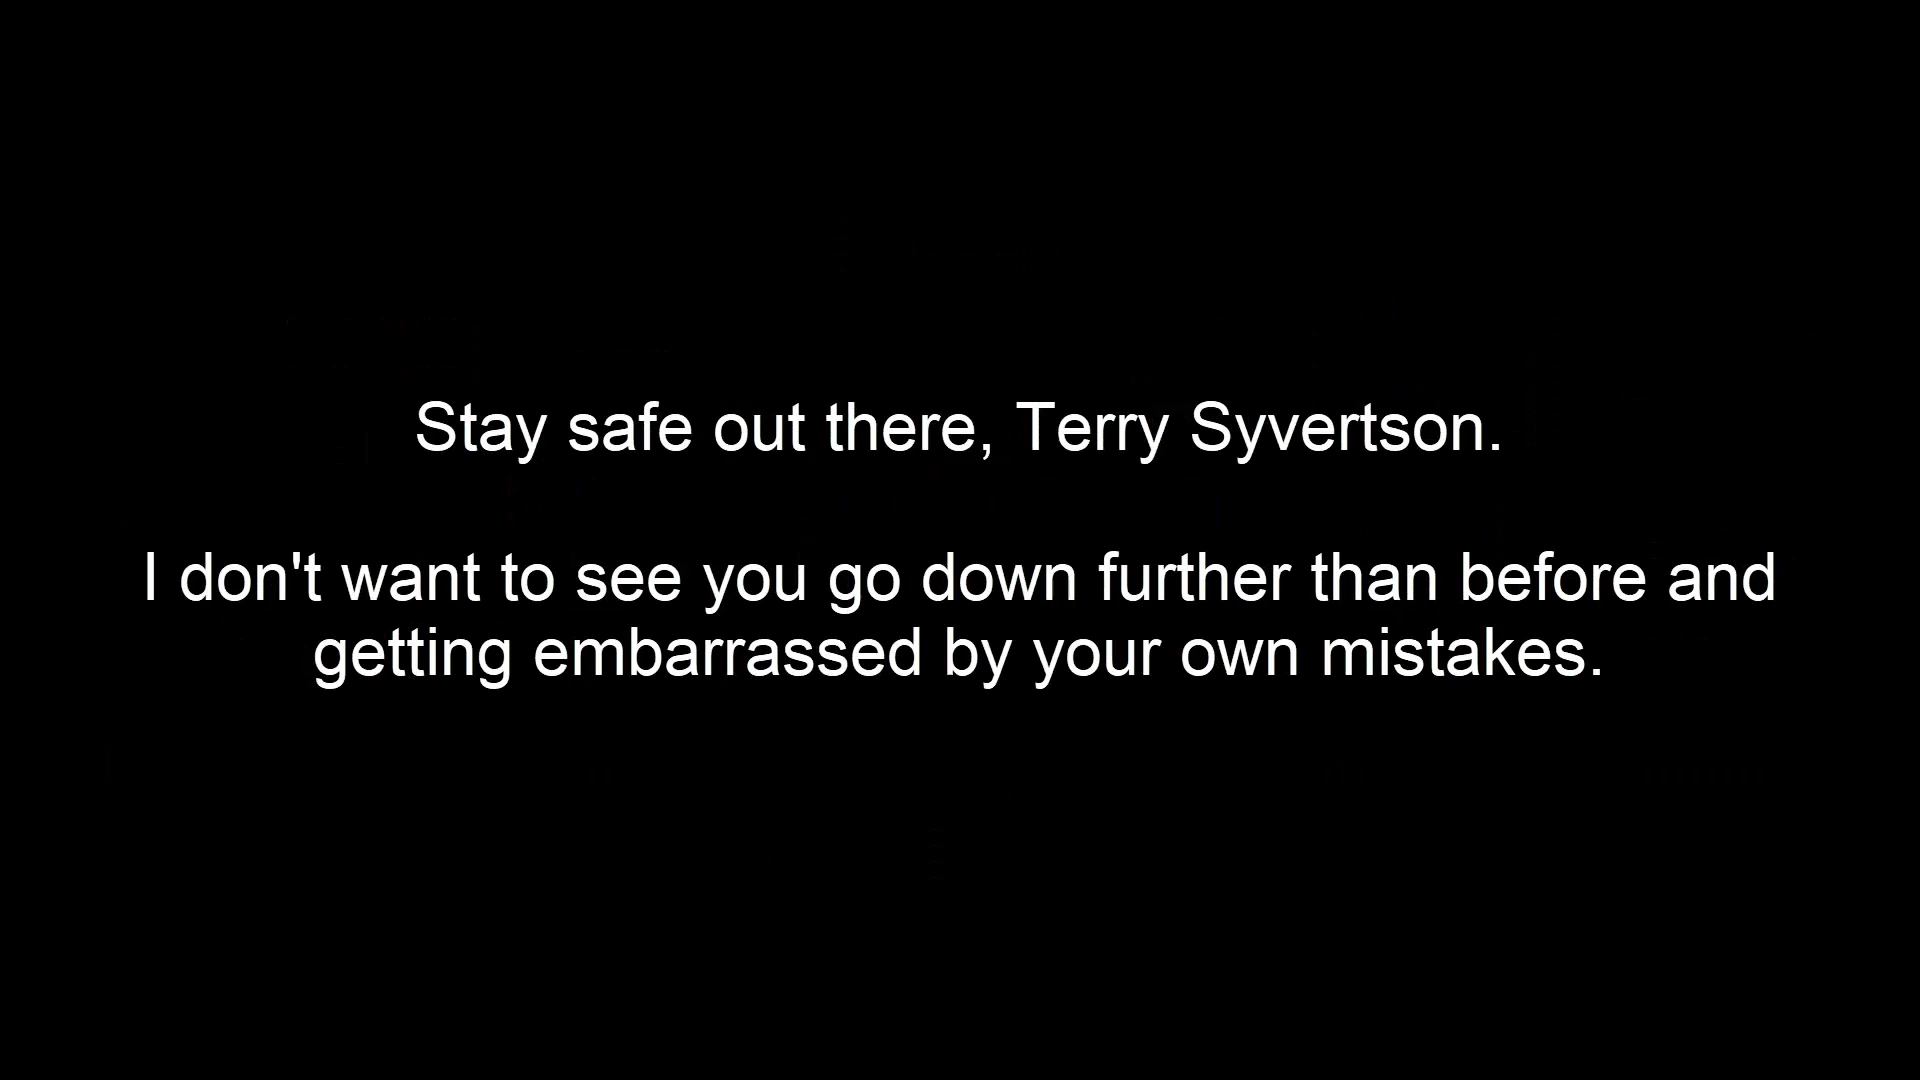 Stay safe out there, Terry Syvertson.
I don't want to see you go down further than before and
getting embarrassed by your own mistakes.